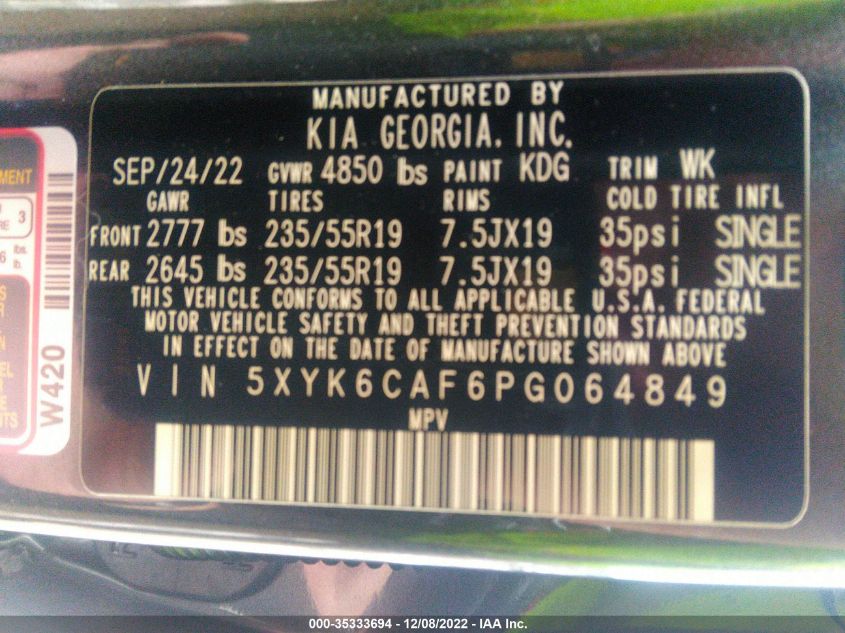 MANUFACTURED BY
KIA GEORGIA, INC.
SEP/24/22 GVWR 4850 lbs PAINT KDG TRIM WK
GAWR TIRES RIMS COLD TIRE INFL
FRONT 2777 lbs 235/55R19 7.5JX19 35psi SINGLE
REAR 2645 lbs 235/55R19 7.5JX19 35psi SINGLE
THIS VEHICLE CONFORMS TO ALL APPLICABLE U.S.A. FEDERAL
MOTOR VEHICLE SAFETY AND THEFT PREVENTION STANDARDS
IN EFFECT ON THE DATE OF MANUFACTURE SHOWN ABOVE
VIN 5XYK6CAF6PG064849
MPV
W420
3
lbs.
000-35333694 - 12/08/2022 - © IAA Inc.